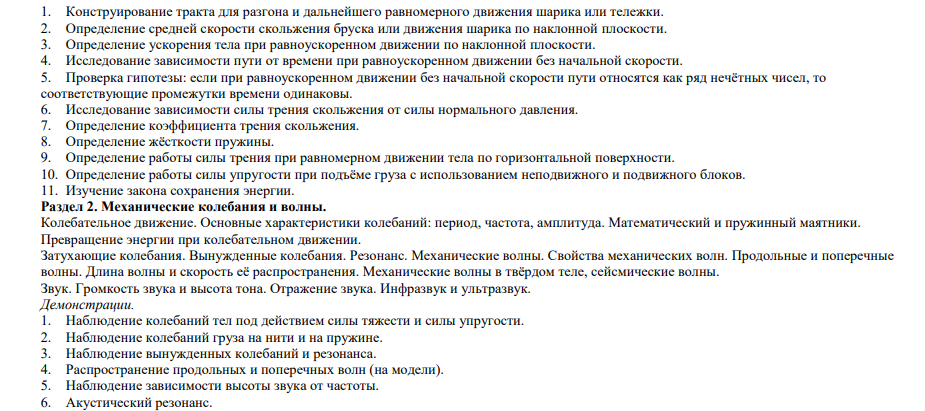 1. Конструирование тракта для разгона и дальнейшего равномерного движения шарика или тележки.
2. Определение средней скорости скольжения бруска или движения шарика по наклонной плоскости.
3. Определение ускорения тела при равноускоренном движении по наклонной плоскости.
4. Исследование зависимости пути от времени при равноускоренном движении без начальной скорости.
5. Проверка гипотезы: если при равноускоренном движении без начальной скорости пути относятся как ряд нечётных чисел, то
соответствующие промежутки времени одинаковы.
6. Исследование зависимости силы трения скольжения от силы нормального давления.
7. Определение коэффициента трения скольжения.
8. Определение жёсткости пружины.
9. Определение работы силы трения при равномерном движении тела по горизонтальной поверхности.
10. Определение работы силы упругости при подъёме груза с использованием неподвижного и подвижного блоков.
11. Изучение закона сохранения энергии.
Раздел 2. Механические колебания и волны.
Колебательное движение. Основные характеристики колебаний: период, частота, амплитуда. Математический и пружинный маятники.
Превращение энергии при колебательном движении.
Затухающие колебания. Вынужденные колебания. Резонанс. Механические волны. Свойства механических волн. Продольные и поперечные
волны. Длина волны и скорость её распространения. Механические волны в твёрдом теле, сейсмические волны.
Звук. Громкость звука и высота тона. Отражение звука. Инфразвук и ультразвук.
Демонстрации.
1. Наблюдение колебаний тел под действием силы тяжести и силы упругости.
2. Наблюдение колебаний груза на нити и на пружине.
3. Наблюдение вынужденных колебаний и резонанса.
4. Распространение продольных и поперечных волн (на модели).
5. Наблюдение зависимости высоты звука от частоты.
6. Акустический резонанс.